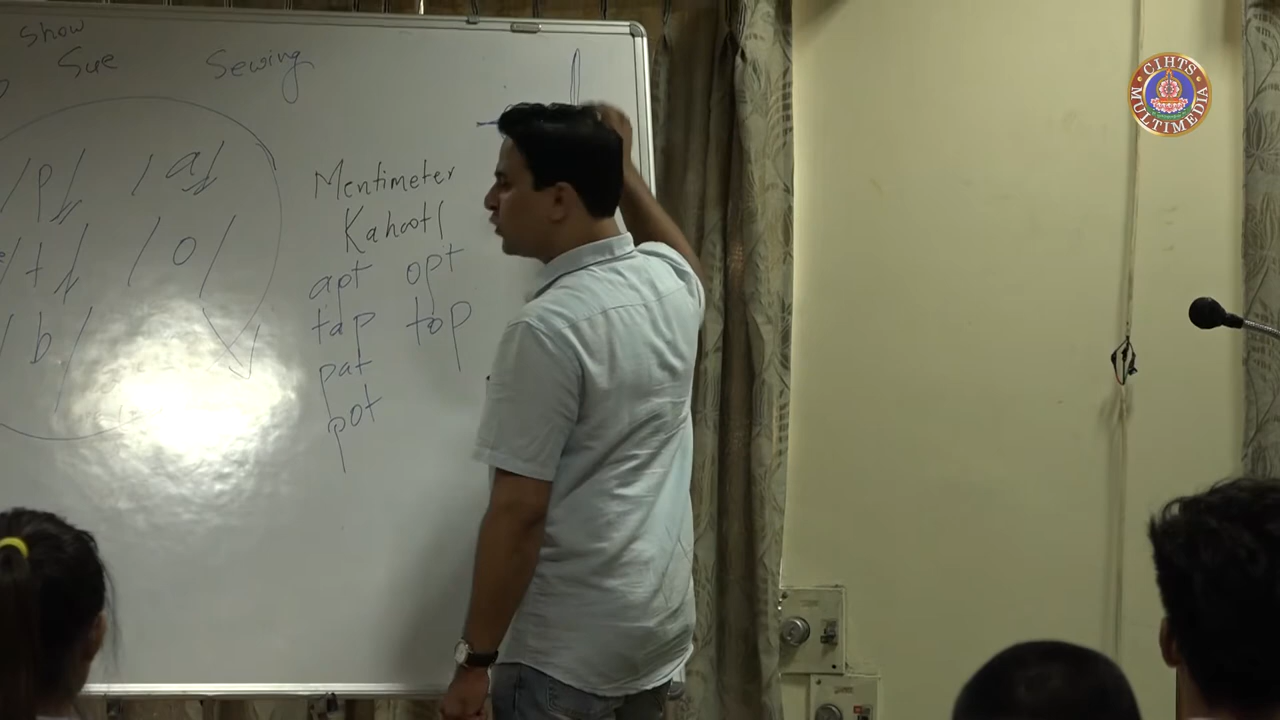 show
Sue Sewing
/p/ /a/
/t/ /o/
/b/
Mentimeter
Kahoot!
apt opt
tap top
pat
pot
CIHTS
MULTIMEDIA